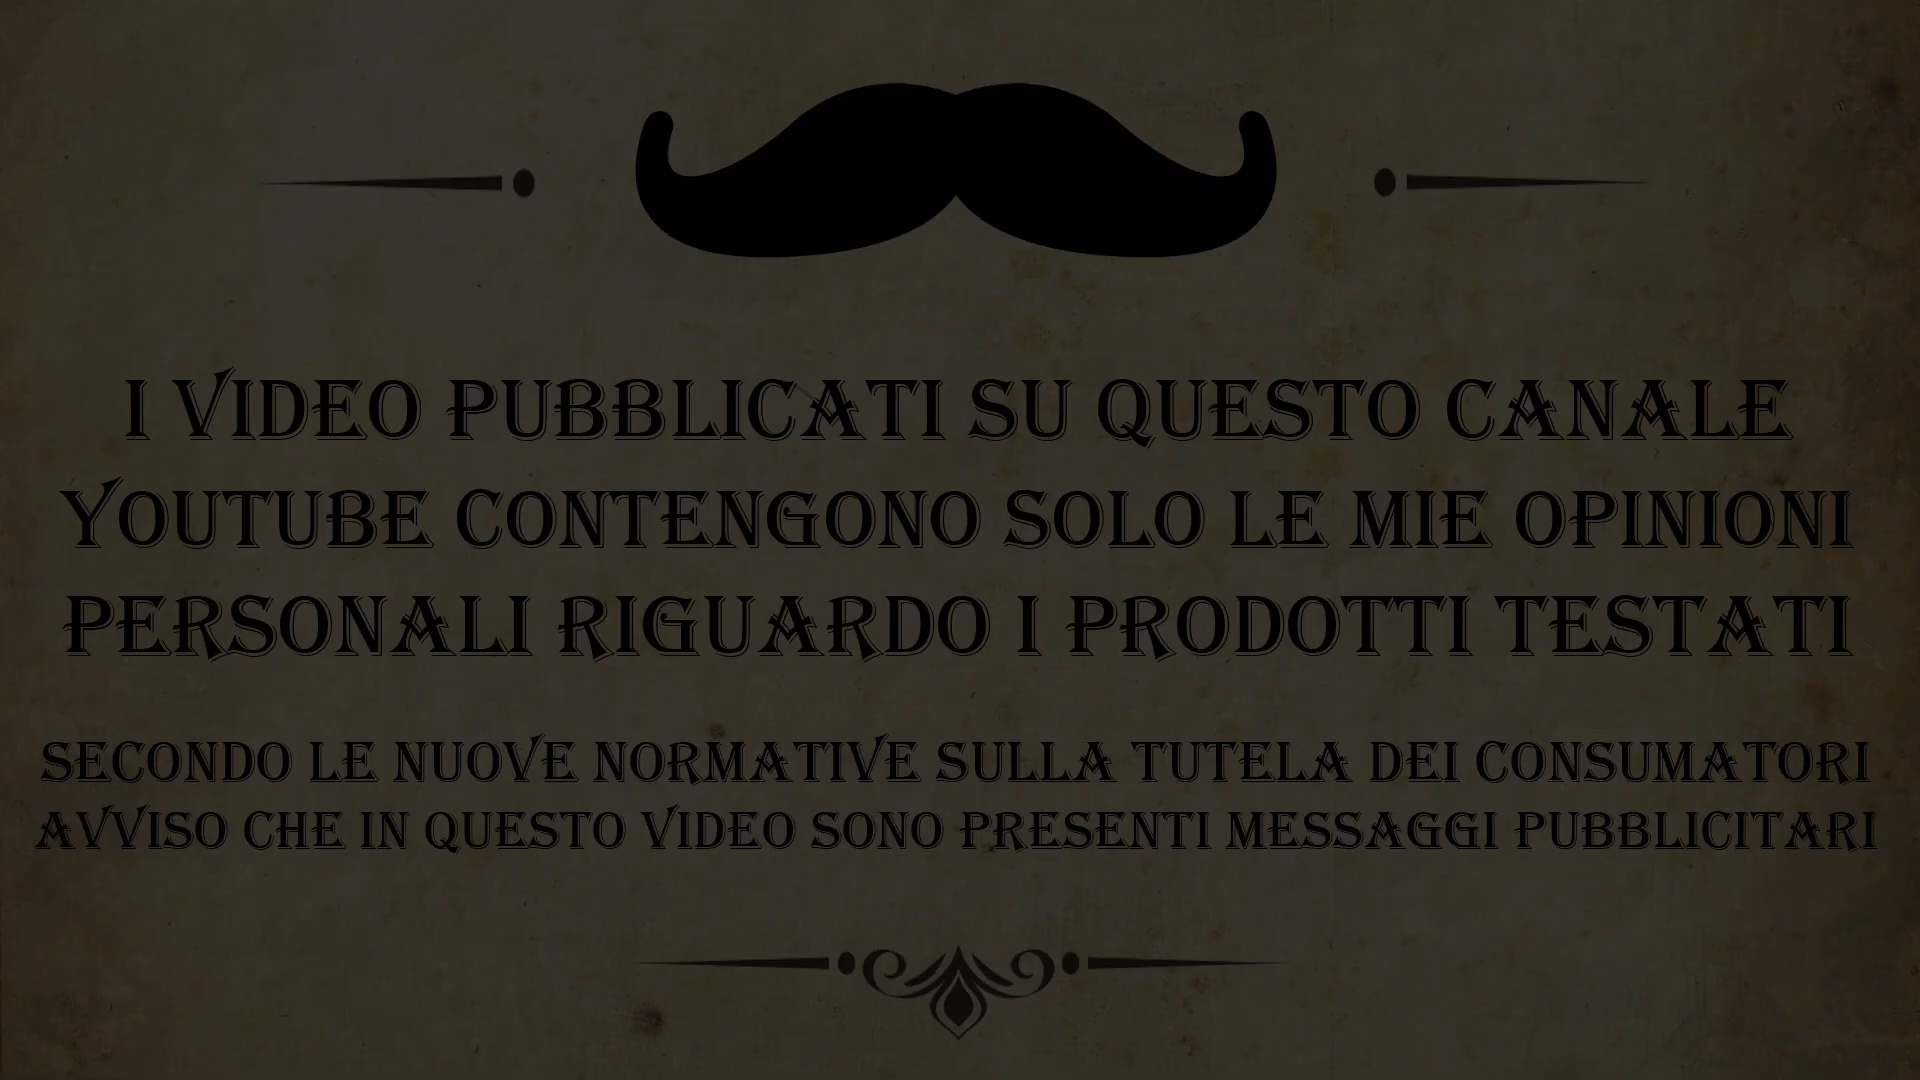 I VIDEO PUBBLICATI SU QUESTO CANALE
YOUTUBE CONTENGONO SOLO LE MIE OPINIONI
PERSONALI RIGUARDO I PRODOTTI TESTATI
SECONDO LE NUOVE NORMATIVE SULLA TUTELA DEI CONSUMATORI
AVVISO CHE IN QUESTO VIDEO SONO PRESENTI MESSAGGI PUBBLICITARI